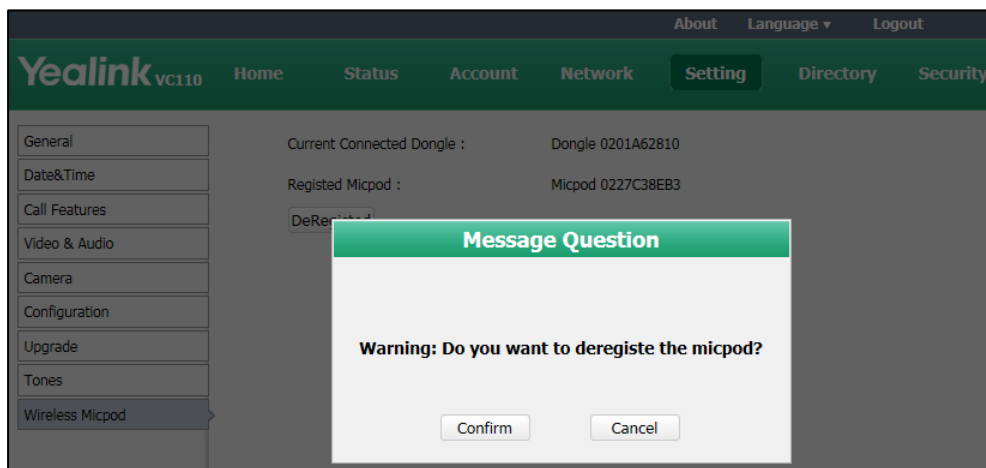 About Language ▾ Logout
Yealink VC110 Home Status Account Network Setting Directory Security
General
Current Connected Dongle : Dongle 0201A62810
Date&Time
Registed Micpod : Micpod 0227C38EB3
Call Features
DeRegisted
Video & Audio
Message Question
Camera
Configuration
Upgrade
Warning: Do you want to deregiste the micpod?
Tones
Wireless Micpod
Confirm Cancel